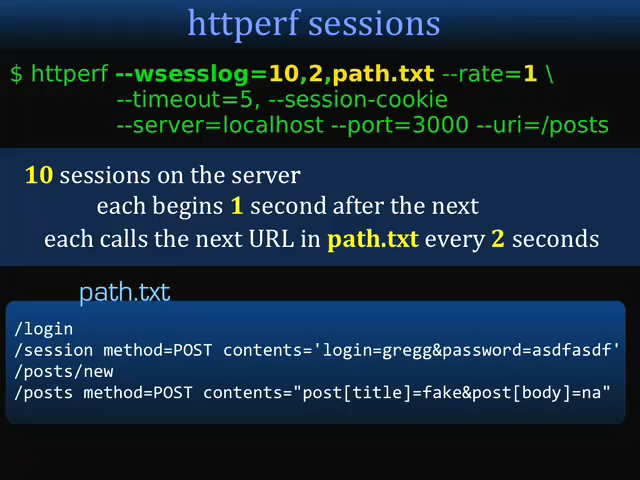 httperf sessions
$ httperf --wsesslog=10,2,path.txt --rate=1 \
--timeout=5, --session-cookie
--server=localhost --port=3000 --uri=/posts
10 sessions on the server
each begins 1 second after the next
each calls the next URL in path.txt every 2 seconds
path.txt
/login
/session method=POST contents='login=gregg&password=asdfasdf'
/posts/new
/posts method=POST contents="post[title]=fake&post[body]=na"